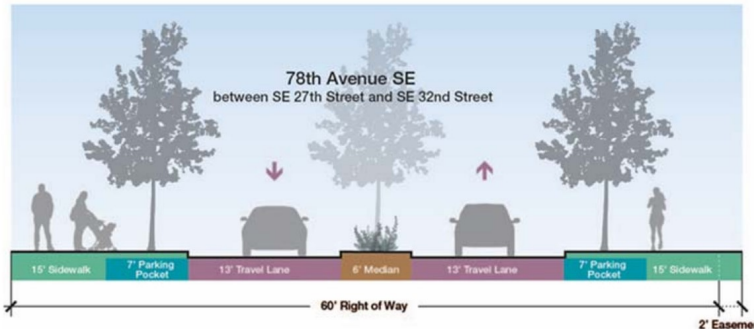 78th Avenue SE
between SE 27th Street and SE 32nd Street
15' Sidewalk
7' Parking
Pocket
13' Travel Lane
6' Median
13' Travel Lane
7' Parking
Pocket
15' Sidewalk
60' Right of Way
2' Easeme